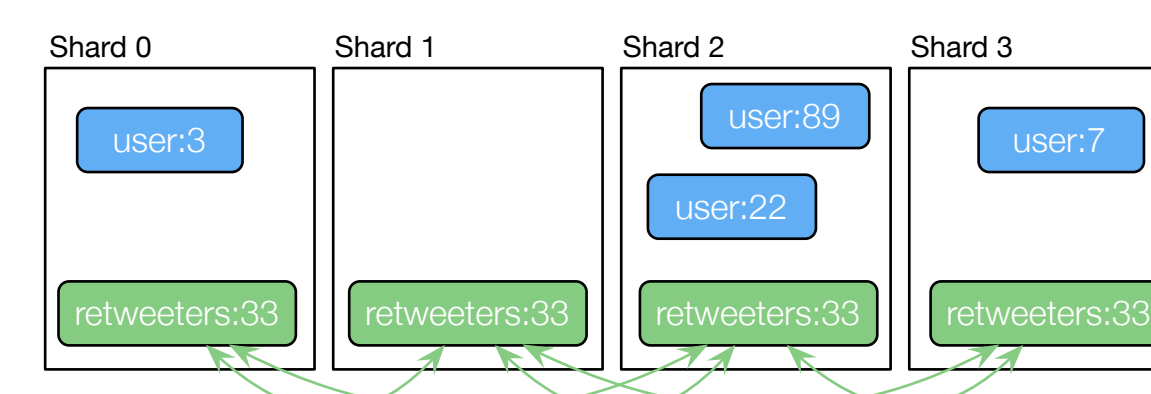 Shard 0
Shard 1
Shard 2
Shard 3
user:3
user:89
user:22
user:7
retweeters:33
retweeters:33
retweeters:33
retweeters:33